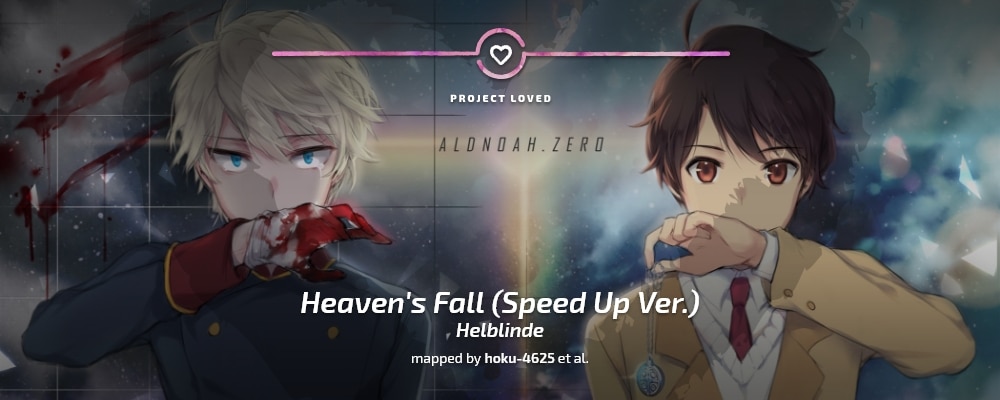 PROJECT LOVED
ALDNOAH.ZERO
Heaven's Fall (Speed Up Ver.)
Helblinde
mapped by hoku-4625 et al.